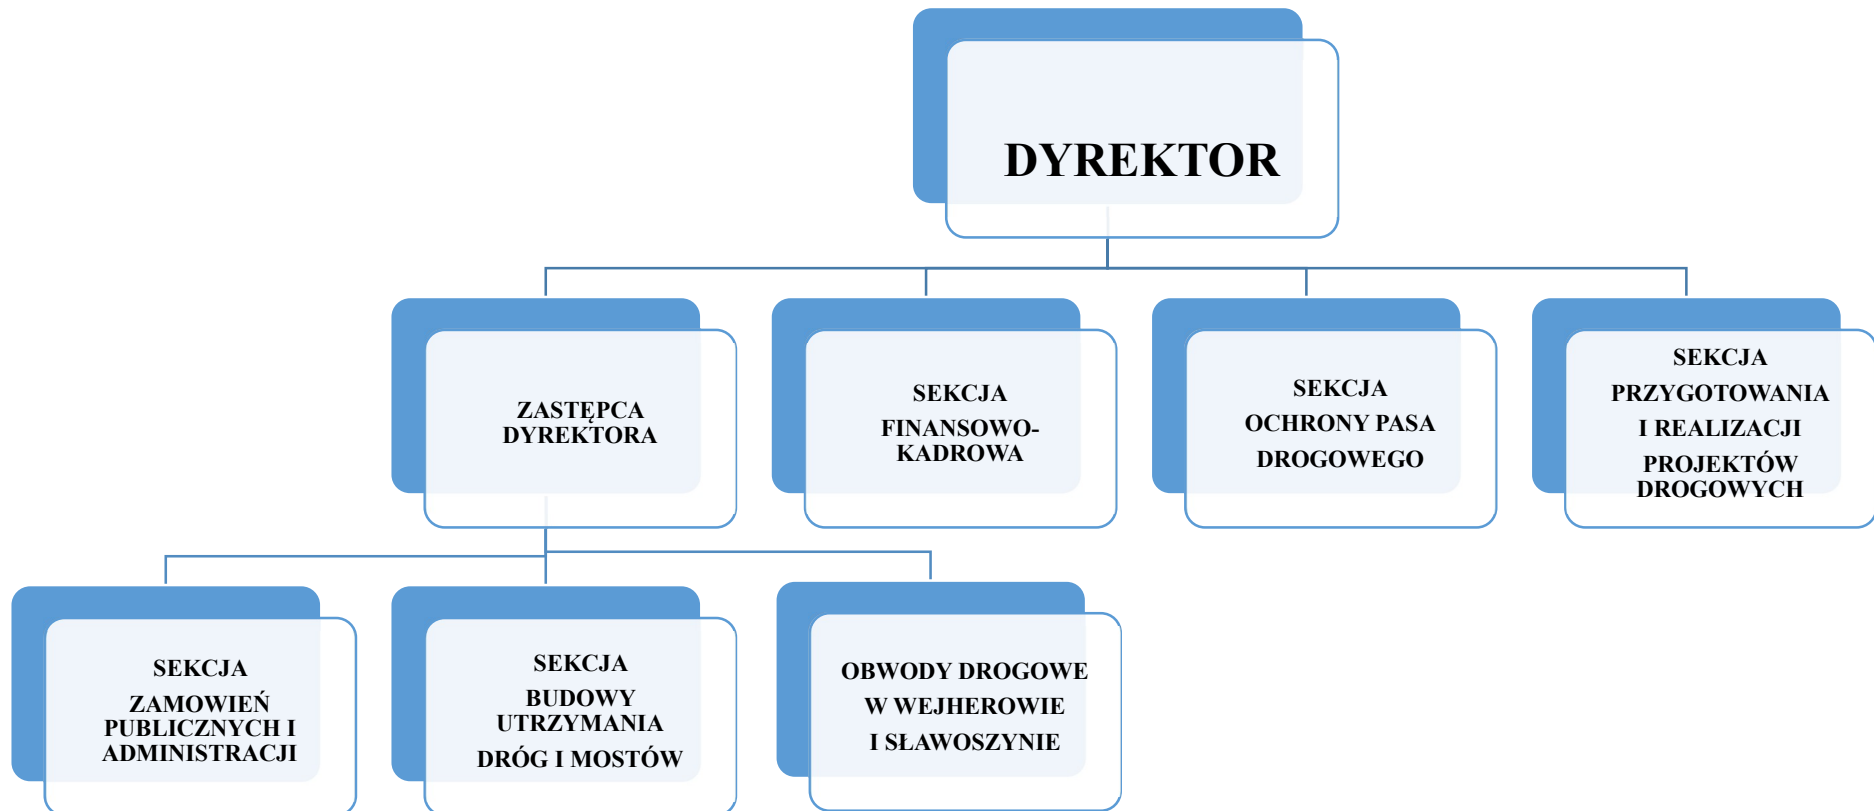 DYREKTOR
ZASTĘPCA
DYREKTORA
SEKCJA
FINANSOWO-
KADROWA
SEKCJA
OCHRONY PASA
DROGOWEGO
SEKCJA
PRZYGOTOWANIA
I REALIZACJI
PROJEKTÓW
DROGOWYCH
SEKCJA
ZAMOWIEŃ
PUBLICZNYCH I
ADMINISTRACJI
SEKCJA
BUDOWY
UTRZYMANIA
DRÓG I MOSTÓW
OBWODY DROGOWE
W WEJHEROWIE
I SŁAWOSZYNIE